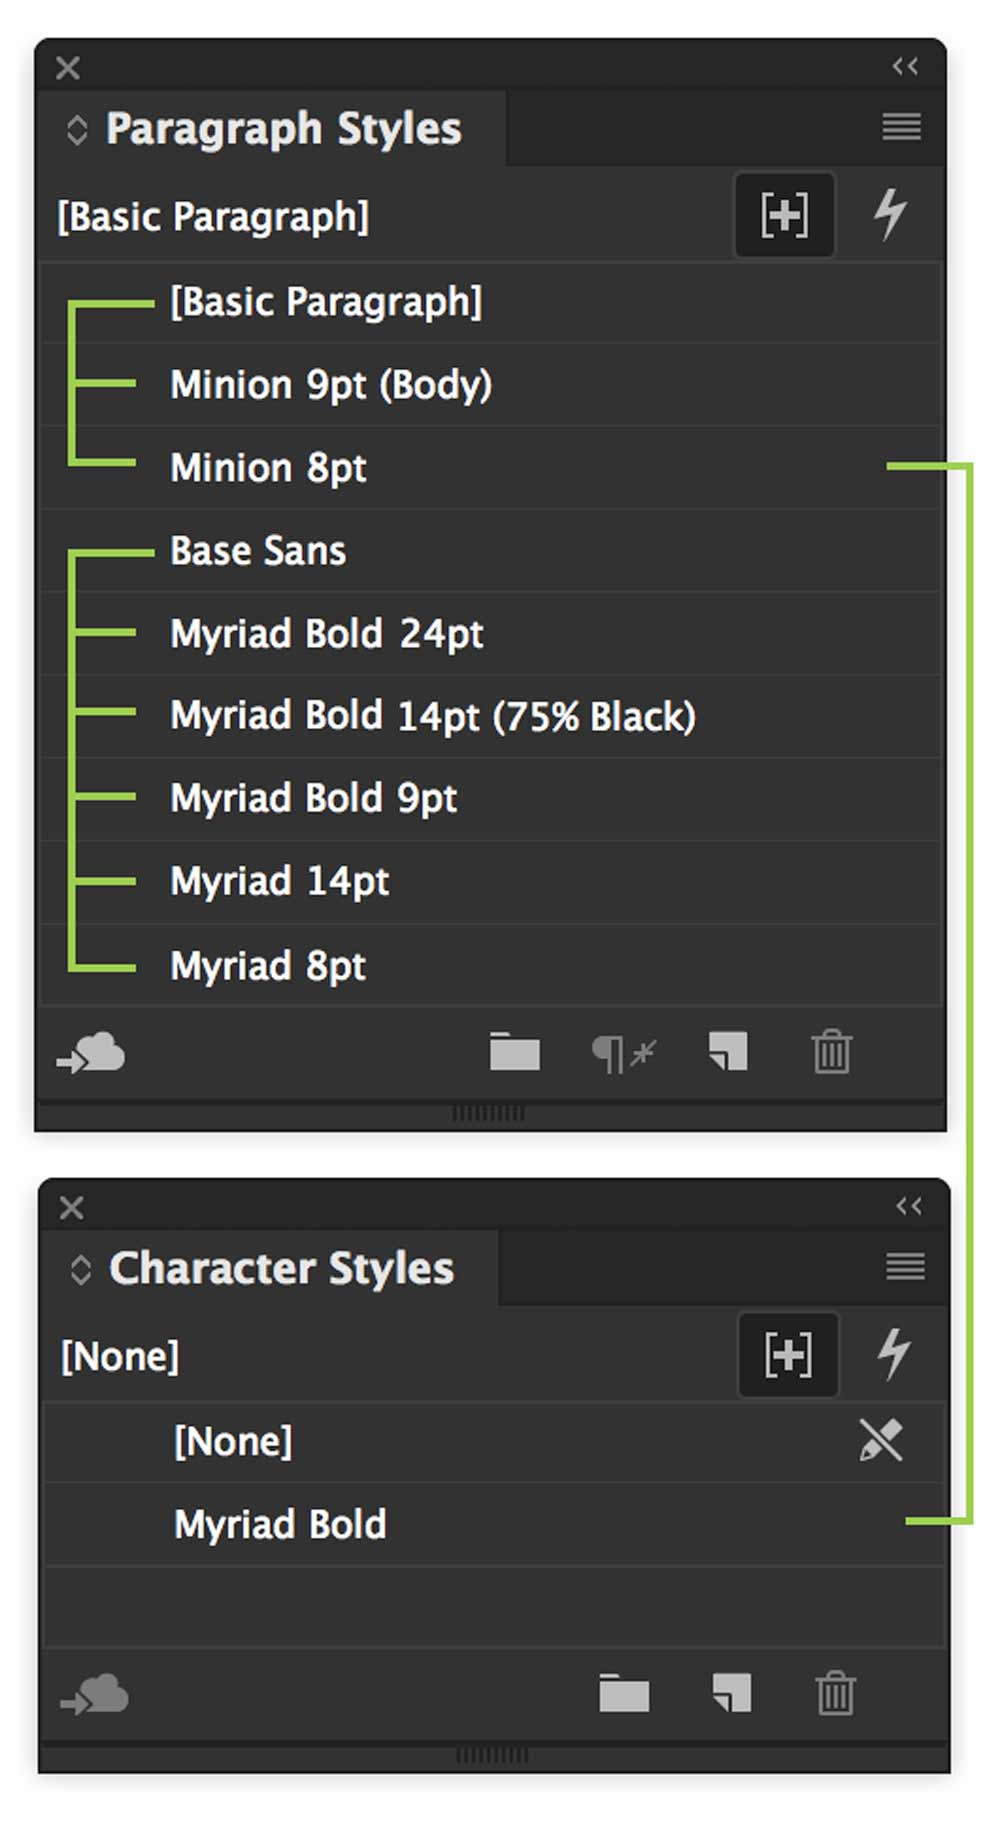 Paragraph Styles
[Basic Paragraph]
[Basic Paragraph]
Minion 9pt (Body)
Minion 8pt
Base Sans
Myriad Bold 24pt
Myriad Bold 14pt (75% Black)
Myriad Bold 9pt
Myriad 14pt
Myriad 8pt
Character Styles
[None]
[None]
Myriad Bold